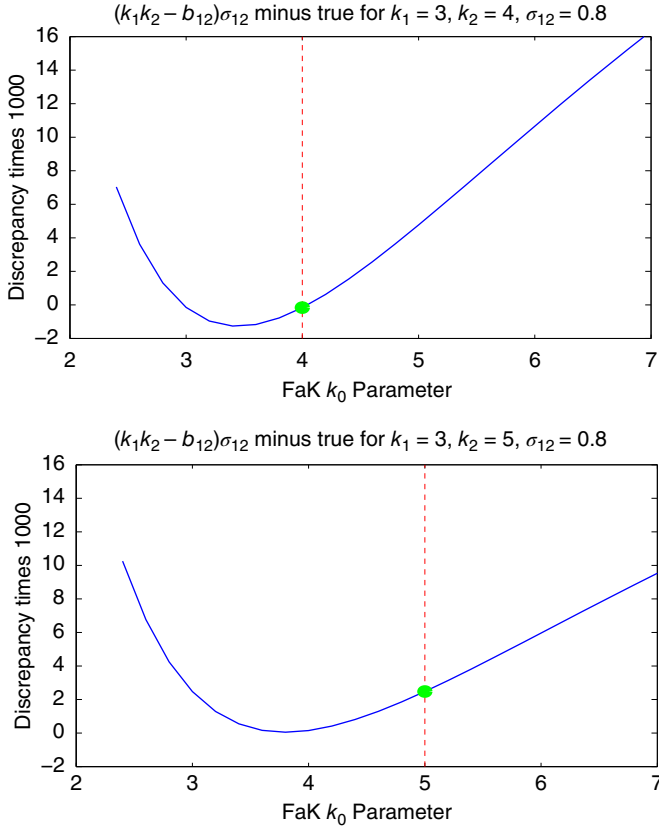 (k₁k₂ – b₁₂)σ₁₂ minus true for k₁ = 3, k₂ = 4, σ₁₂ = 0.8
16
14
12
10
8
6
4
2
0
−2
Discrepancy times 1000
2 3 4 5 6 7
FaK k₀ Parameter
(k₁k₂ – b₁₂)σ₁₂ minus true for k₁ = 3, k₂ = 5, σ₁₂ = 0.8
16
14
12
10
8
6
4
2
0
−2
Discrepancy times 1000
2 3 4 5 6 7
FaK k₀ Parameter